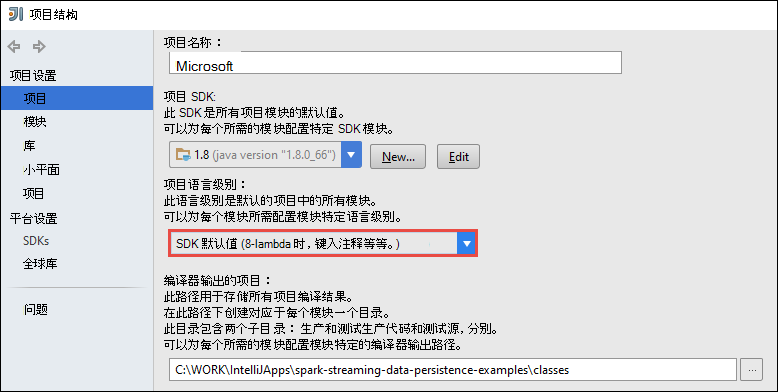 项目结构
项目设置
项目
模块
库
小平面
项目
平台设置
SDKs
全球库
问题
项目名称：
Microsoft
项目 SDK:
此 SDK 是所有项目模块的默认值。
可以为每个所需的模块配置特定 SDK 模块。
1.8 (java version "1.8.0_66")
New...
Edit
项目语言级别：
此语言级别是默认的项目中的所有模块。
可以为每个模块所需配置模块特定语言级别。
SDK 默认值 (8-lambda 时, 键入注释等等。)
编译器输出的项目：
此路径用于存储所有项目编译结果。
在此路径下创建对应于每个模块一个目录。
此目录包含两个子目录：生产和测试生产代码和测试源, 分别。
可以为每个所需的模块配置模块特定的编译器输出路径。
C:\WORK\IntelliJApps\spark-streaming-data-persistence-examples\classes
...